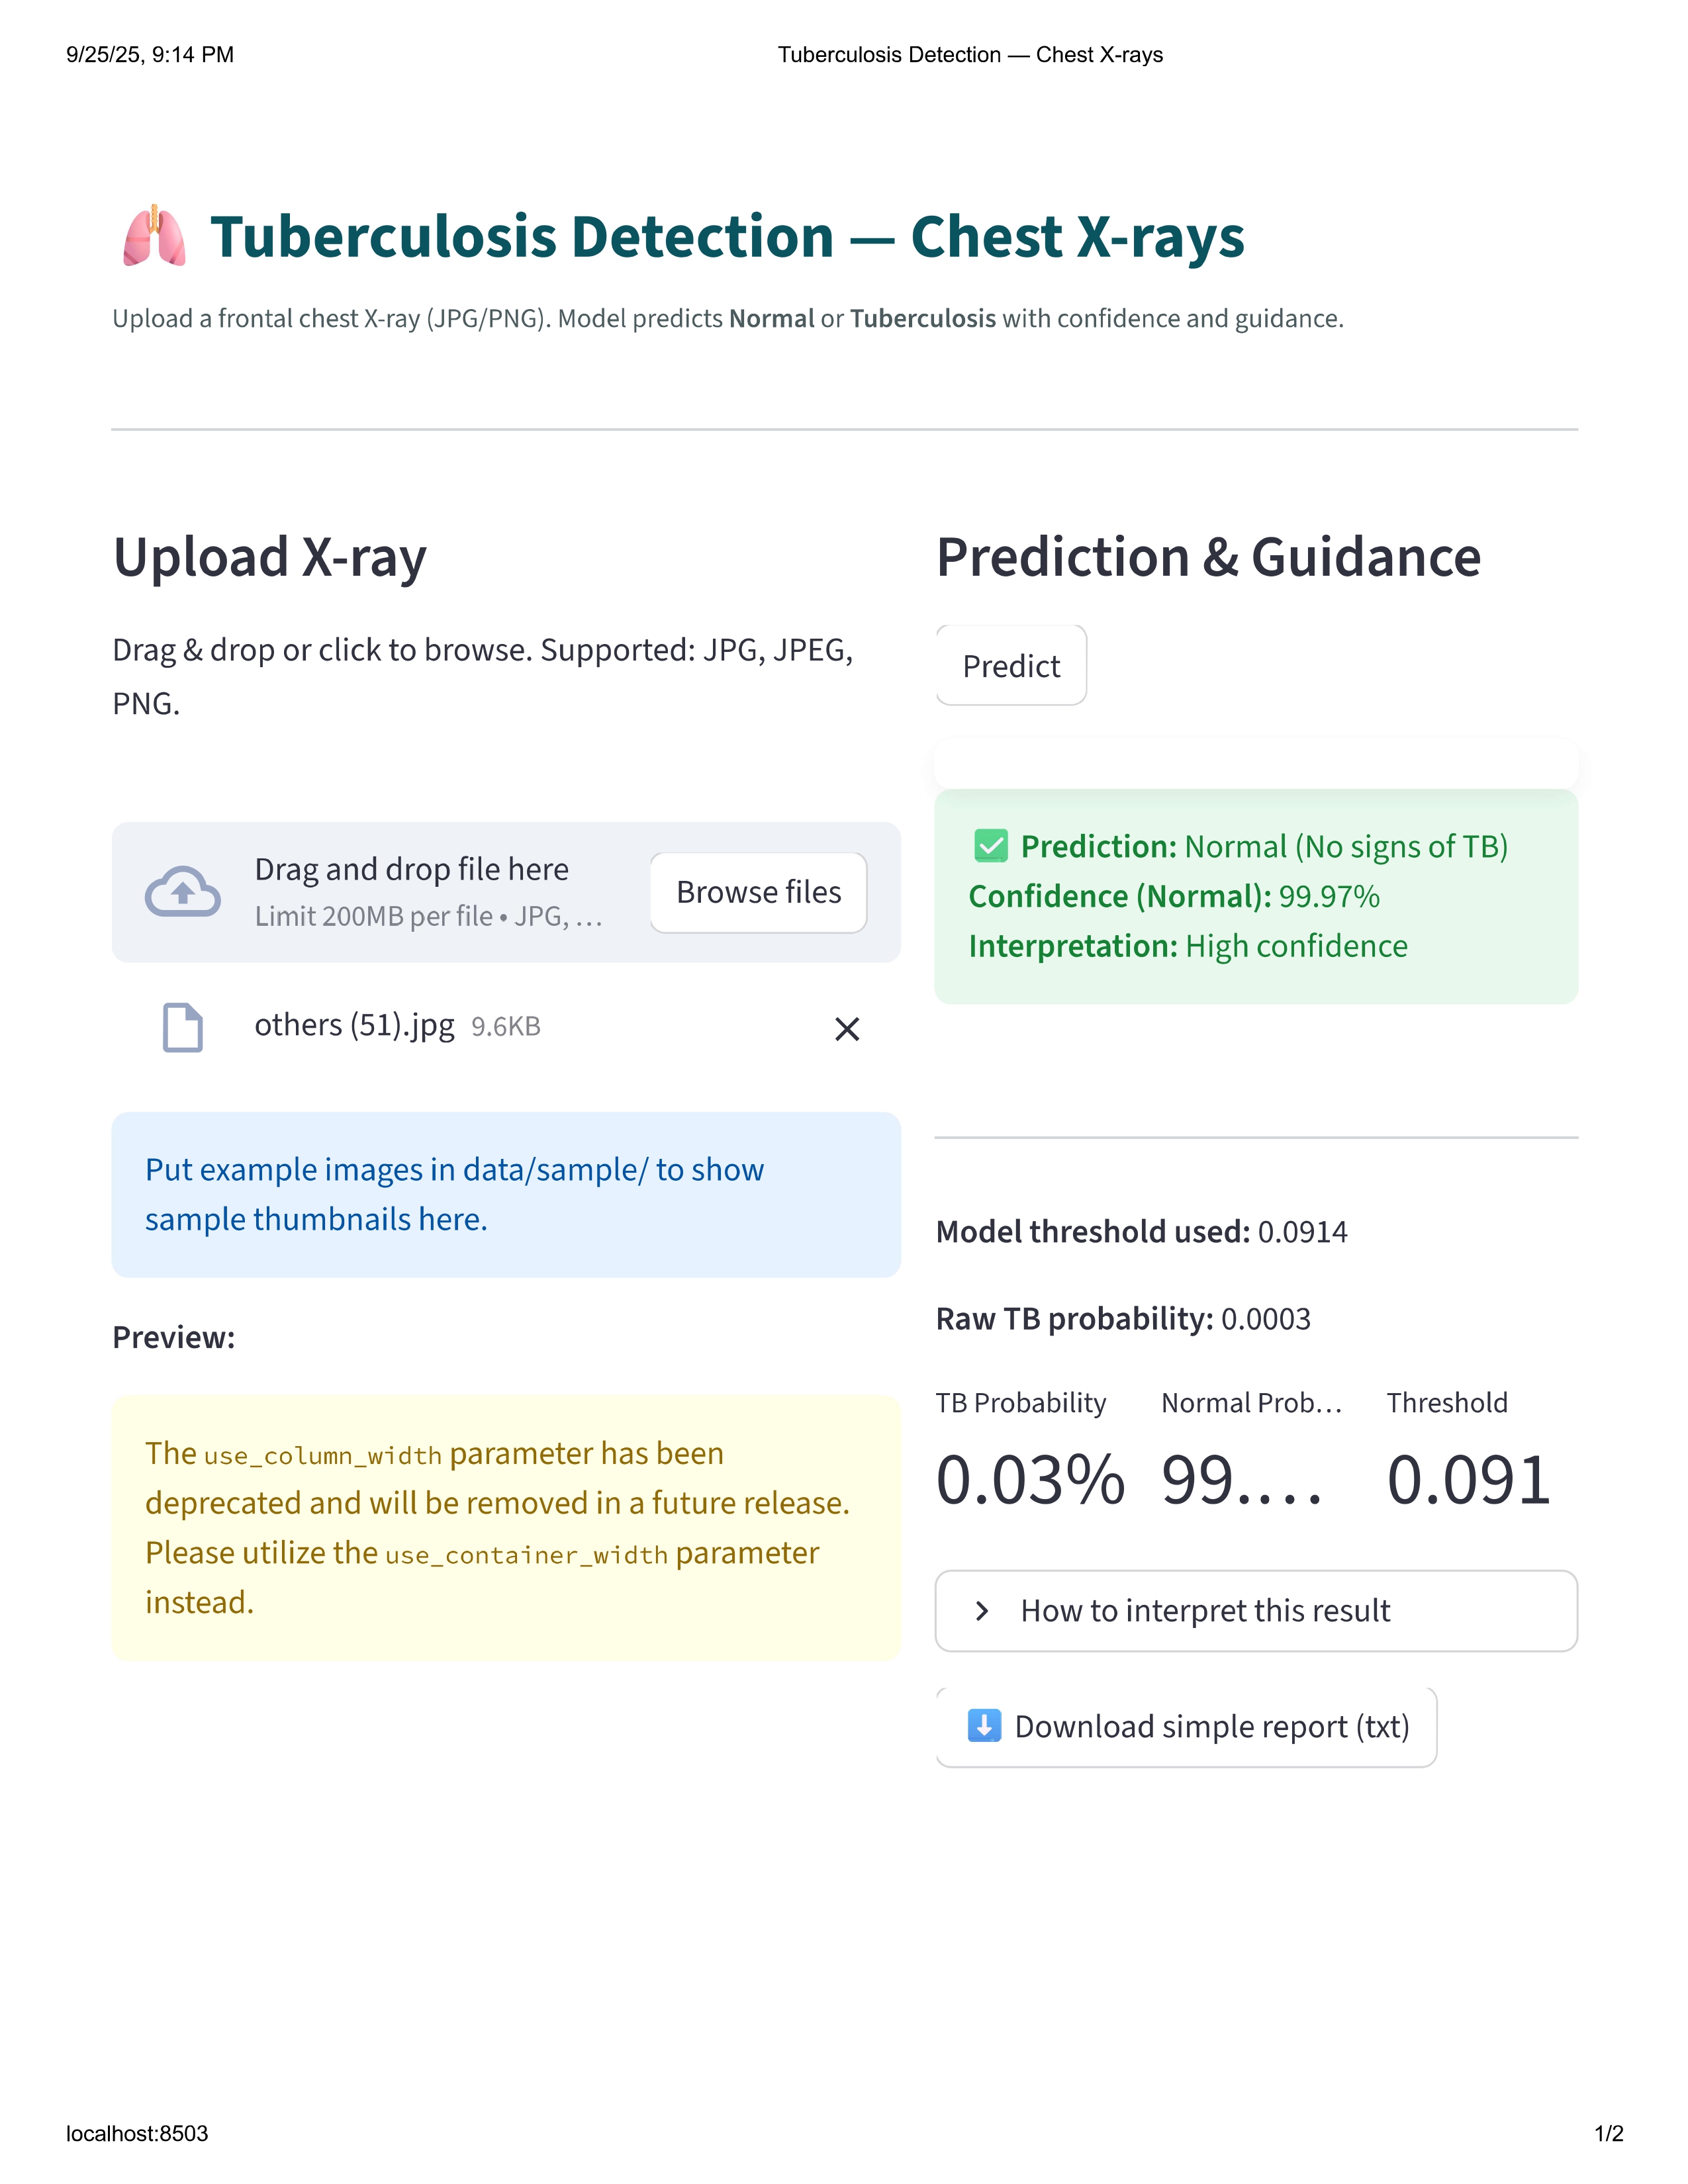 9/25/25, 9:14 PM
Tuberculosis Detection — Chest X-rays
🫁 Tuberculosis Detection — Chest X-rays
Upload a frontal chest X-ray (JPG/PNG). Model predicts Normal or Tuberculosis with confidence and guidance.
Upload X-ray
Drag & drop or click to browse. Supported: JPG, JPEG,
PNG.
Drag and drop file here
Limit 200MB per file • JPG, …
Browse files
others (51).jpg 9.6KB
Put example images in data/sample/ to show
sample thumbnails here.
Preview:
The use_column_width parameter has been
deprecated and will be removed in a future release.
Please utilize the use_container_width parameter
instead.
Prediction & Guidance
Predict
✅ Prediction: Normal (No signs of TB)
Confidence (Normal): 99.97%
Interpretation: High confidence
Model threshold used: 0.0914
Raw TB probability: 0.0003
TB Probability
0.03%
Normal Prob…
99.…
Threshold
0.091
How to interpret this result
⬇️ Download simple report (txt)
localhost:8503
1/2